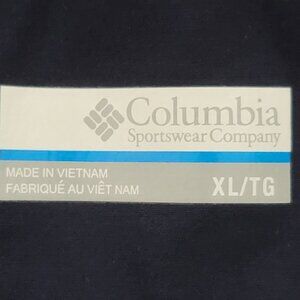 Columbia
Sportswear Company
MADE IN VIETNAM
FABRIQUÉ AU VIÊT NAM
XL/TG